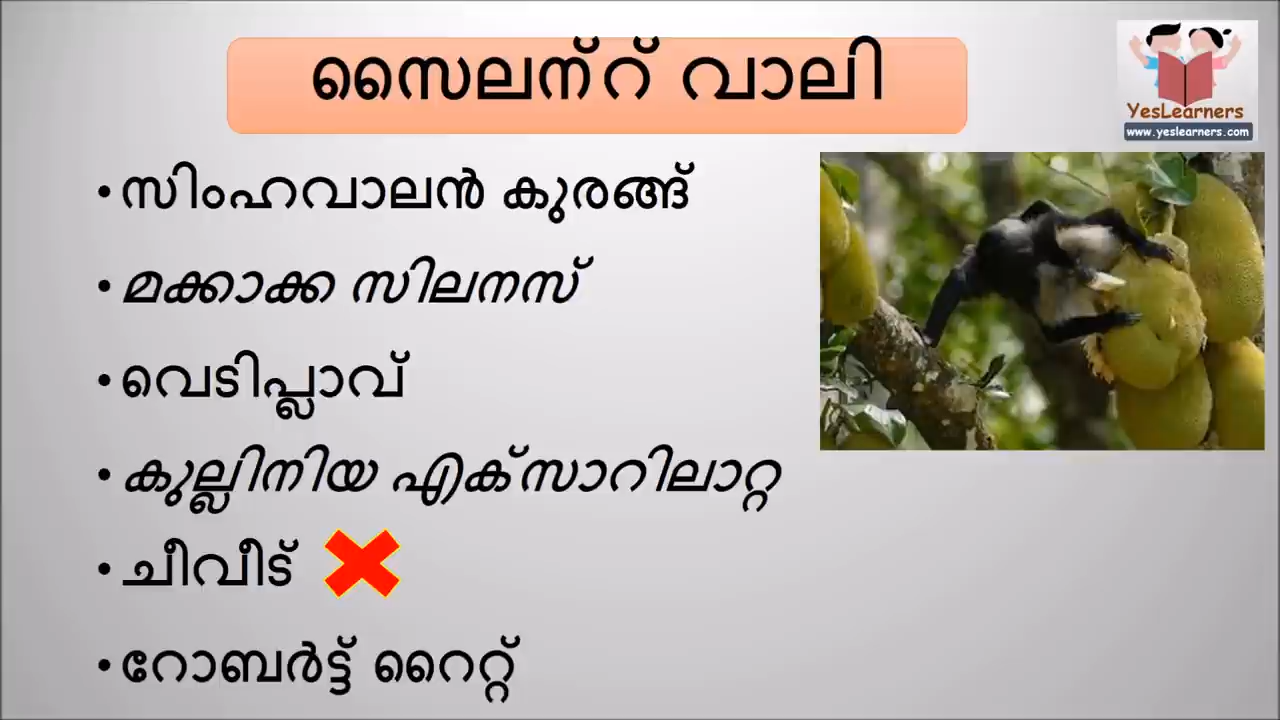 സൈലന്റ് വാലി
YesLearners
www.yeslearners.com
•സിംഹവാലൻ കുരങ്ങ്
•മക്കാക്ക സിലനസ്
•വെടിപ്ലാവ്
•കുല്ലിനിയ എക്സാറിലാറ്റ
•ചീവീട്
•റോബർട്ട് റൈറ്റ്